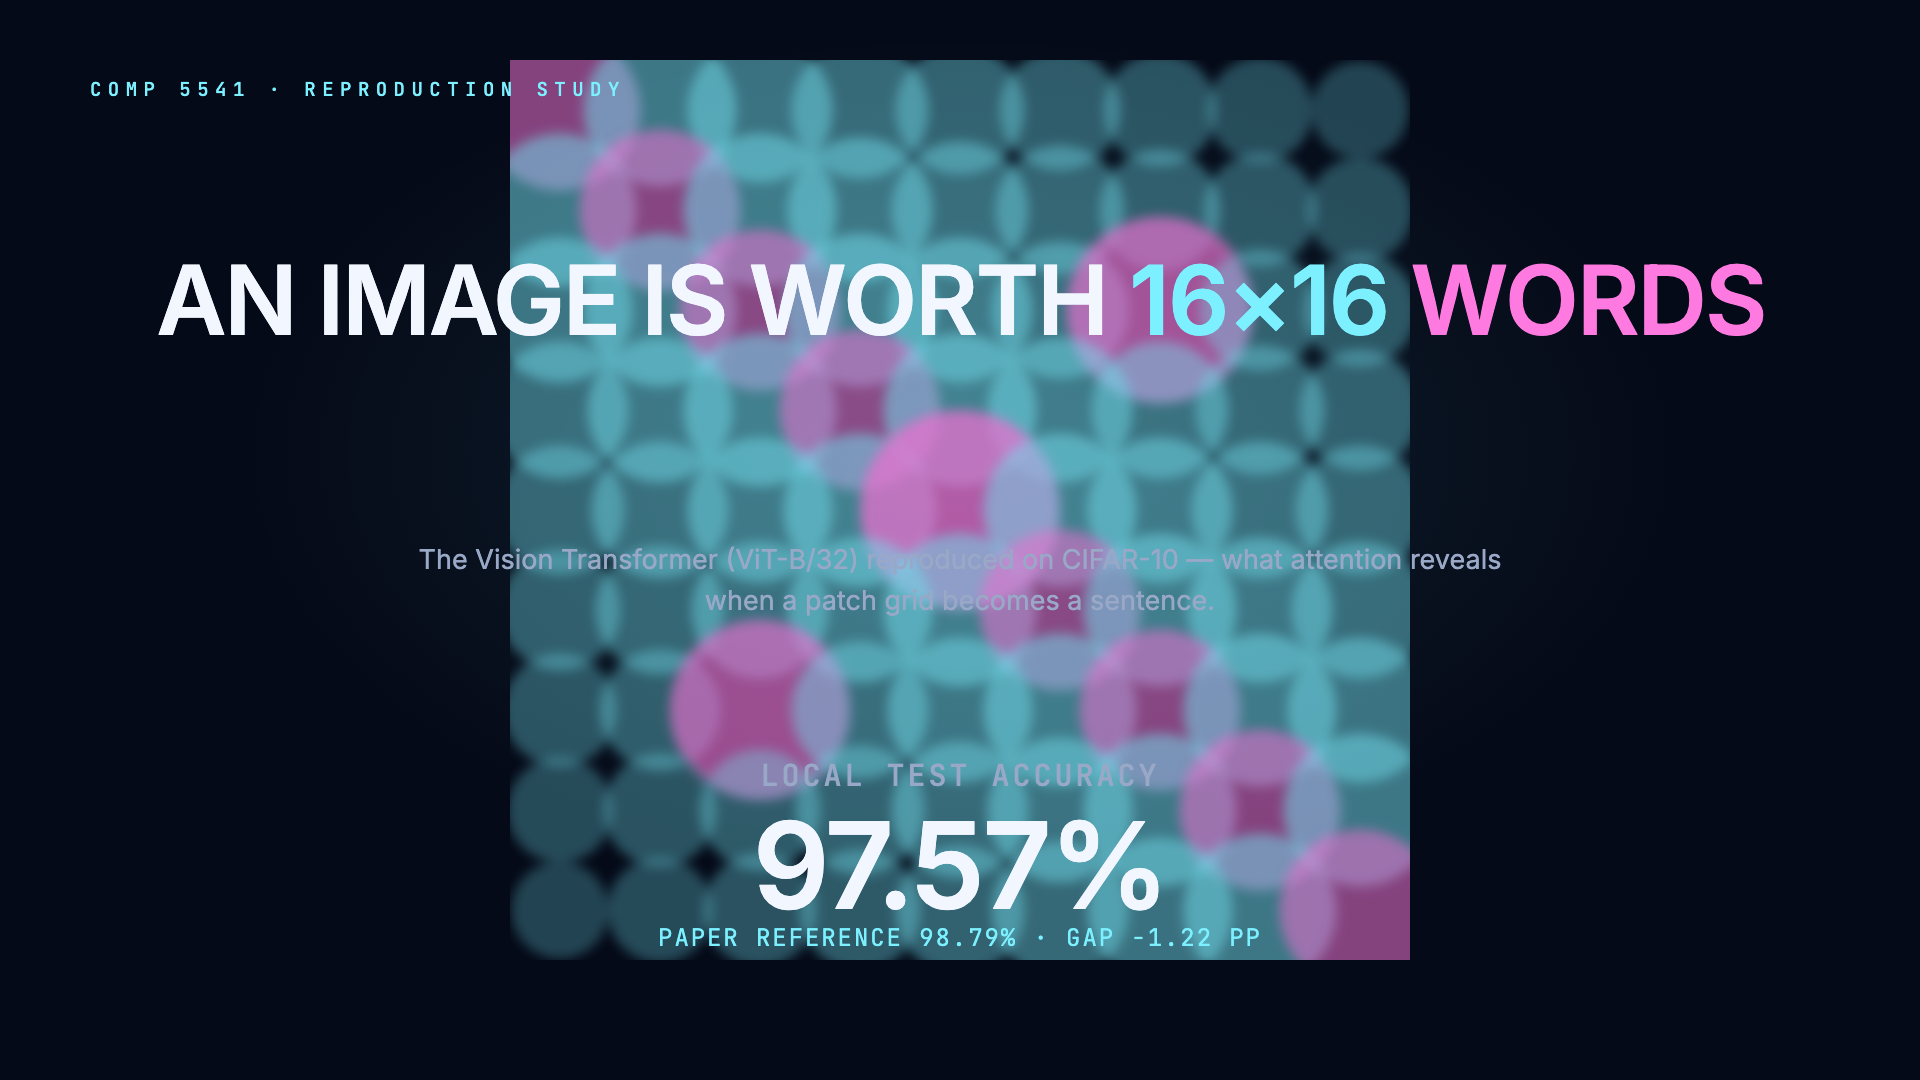 COMP 5541 · REPRODUCTION STUDY
AN IMAGE IS WORTH 16×16 WORDS
The Vision Transformer (ViT-B/32) reproduced on CIFAR-10 — what attention reveals
when a patch grid becomes a sentence.
LOCAL TEST ACCURACY
97.57%
PAPER REFERENCE 98.79% · GAP -1.22 PP